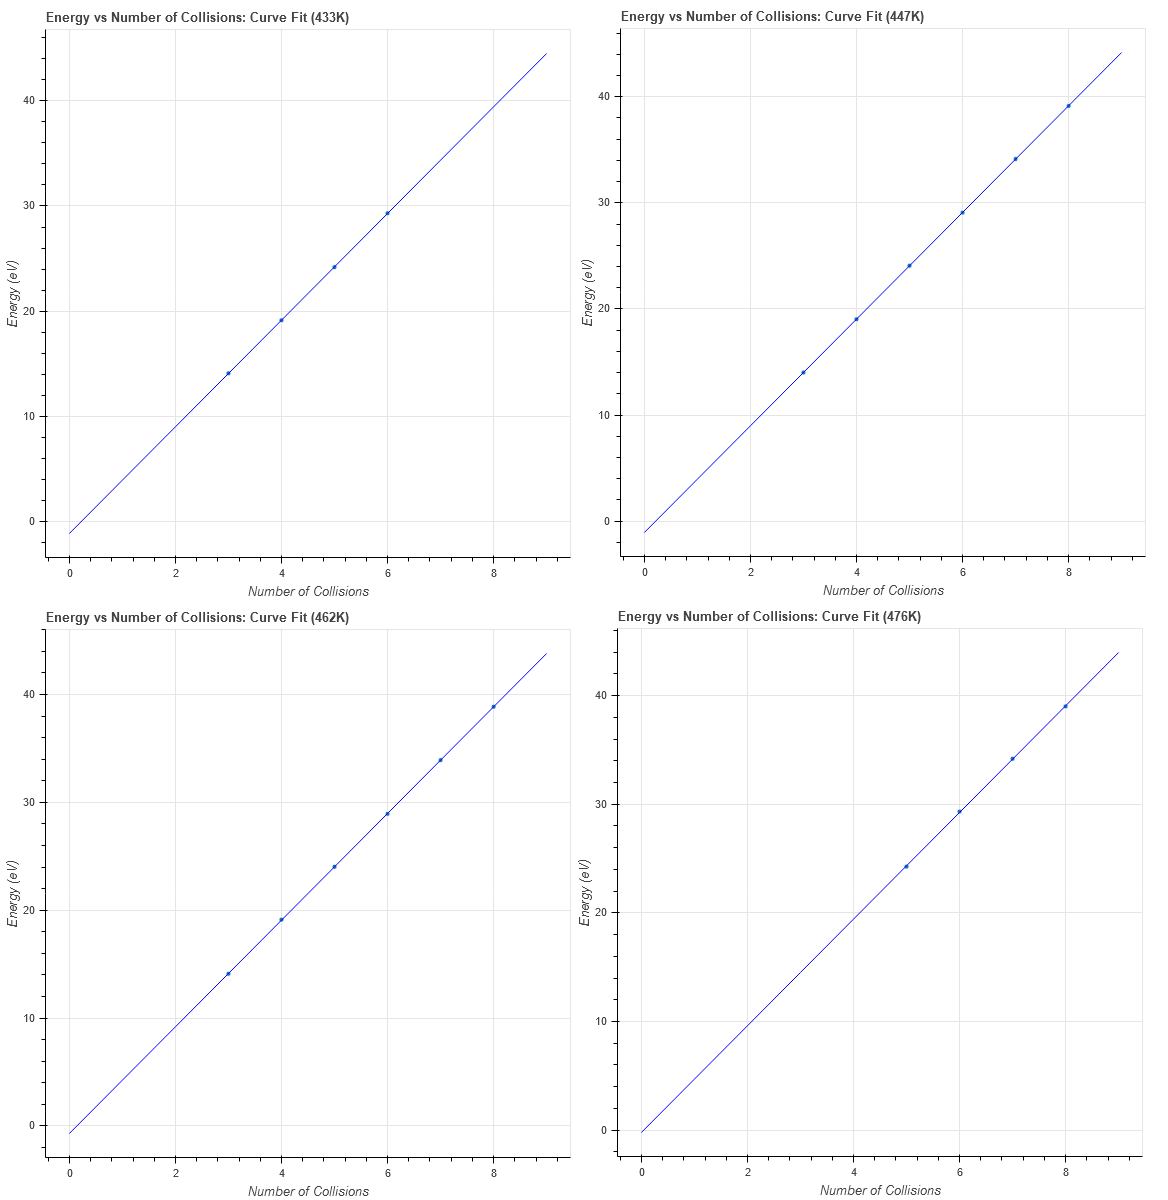 Energy vs Number of Collisions: Curve Fit (433K)
40
30
20
10
0
Energy (eV)
0 2 4 6 8
Number of Collisions
Energy vs Number of Collisions: Curve Fit (447K)
40
30
20
10
0
Energy (eV)
0 2 4 6 8
Number of Collisions
Energy vs Number of Collisions: Curve Fit (462K)
40
30
20
10
0
Energy (eV)
0 2 4 6 8
Number of Collisions
Energy vs Number of Collisions: Curve Fit (476K)
40
30
20
10
0
Energy (eV)
0 2 4 6 8
Number of Collisions